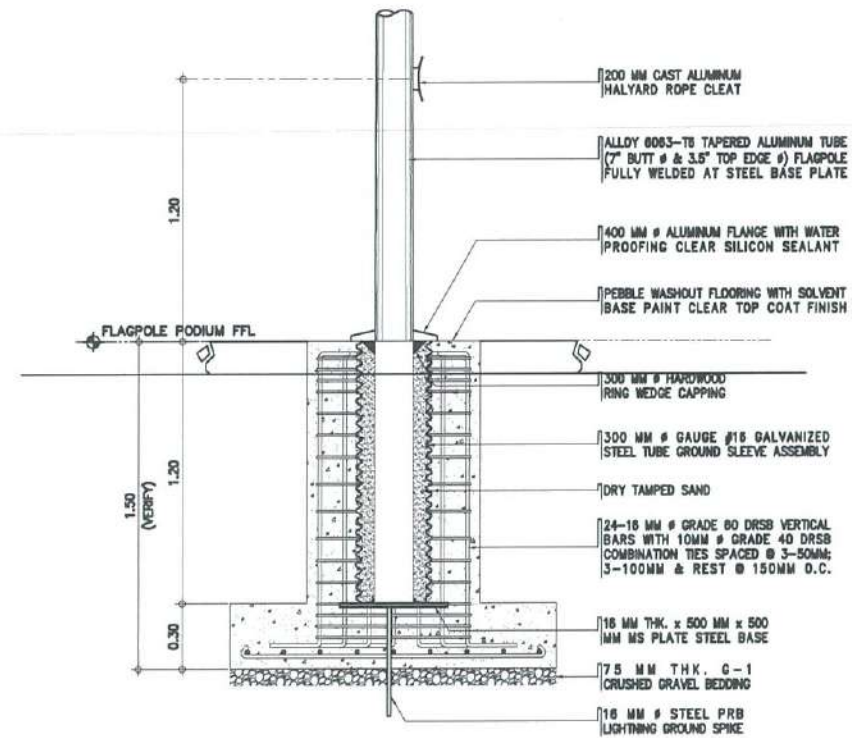 200 MM CAST ALUMINUM
HALYARD ROPE CLEAT
ALLOY 6063-T6 TAPERED ALUMINUM TUBE
(7" BUTT ø & 3.5" TOP EDGE ø) FLAGPOLE
FULLY WELDED AT STEEL BASE PLATE
1.20
400 MM ø ALUMINUM FLANGE WITH WATER
PROOFING CLEAR SILICON SEALANT
PEBBLE WASHOUT FLOORING WITH SOLVENT
BASE PAINT CLEAR TOP COAT FINISH
FLAGPOLE PODIUM FFL
300 MM ø HARDWOOD
RING WEDGE CAPPING
300 MM ø GAUGE #16 GALVANIZED
STEEL TUBE GROUND SLEEVE ASSEMBLY
DRY TAMPED SAND
1.50
(VERIFY)
1.20
24-16 MM ø GRADE 60 DRSB VERTICAL
BARS WITH 10MM ø GRADE 40 DRSB
COMBINATION TIES SPACED @ 3-50MM;
3-100MM & REST @ 150MM O.C.
0.30
16 MM THK. x 500 MM x 500
MM MS PLATE STEEL BASE
75 MM THK. G-1
CRUSHED GRAVEL BEDDING
16 MM ø STEEL PRB
LIGHTNING GROUND SPIKE